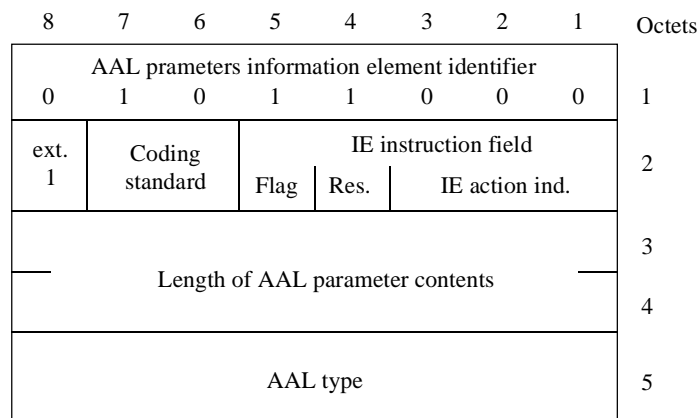 8 7 6 5 4 3 2 1 Octets
AAL prameters information element identifier
0 1 0 1 1 0 0 0 1
ext. Coding IE instruction field
1 standard 2
Flag Res. IE action ind.
3
Length of AAL parameter contents
4
AAL type 5